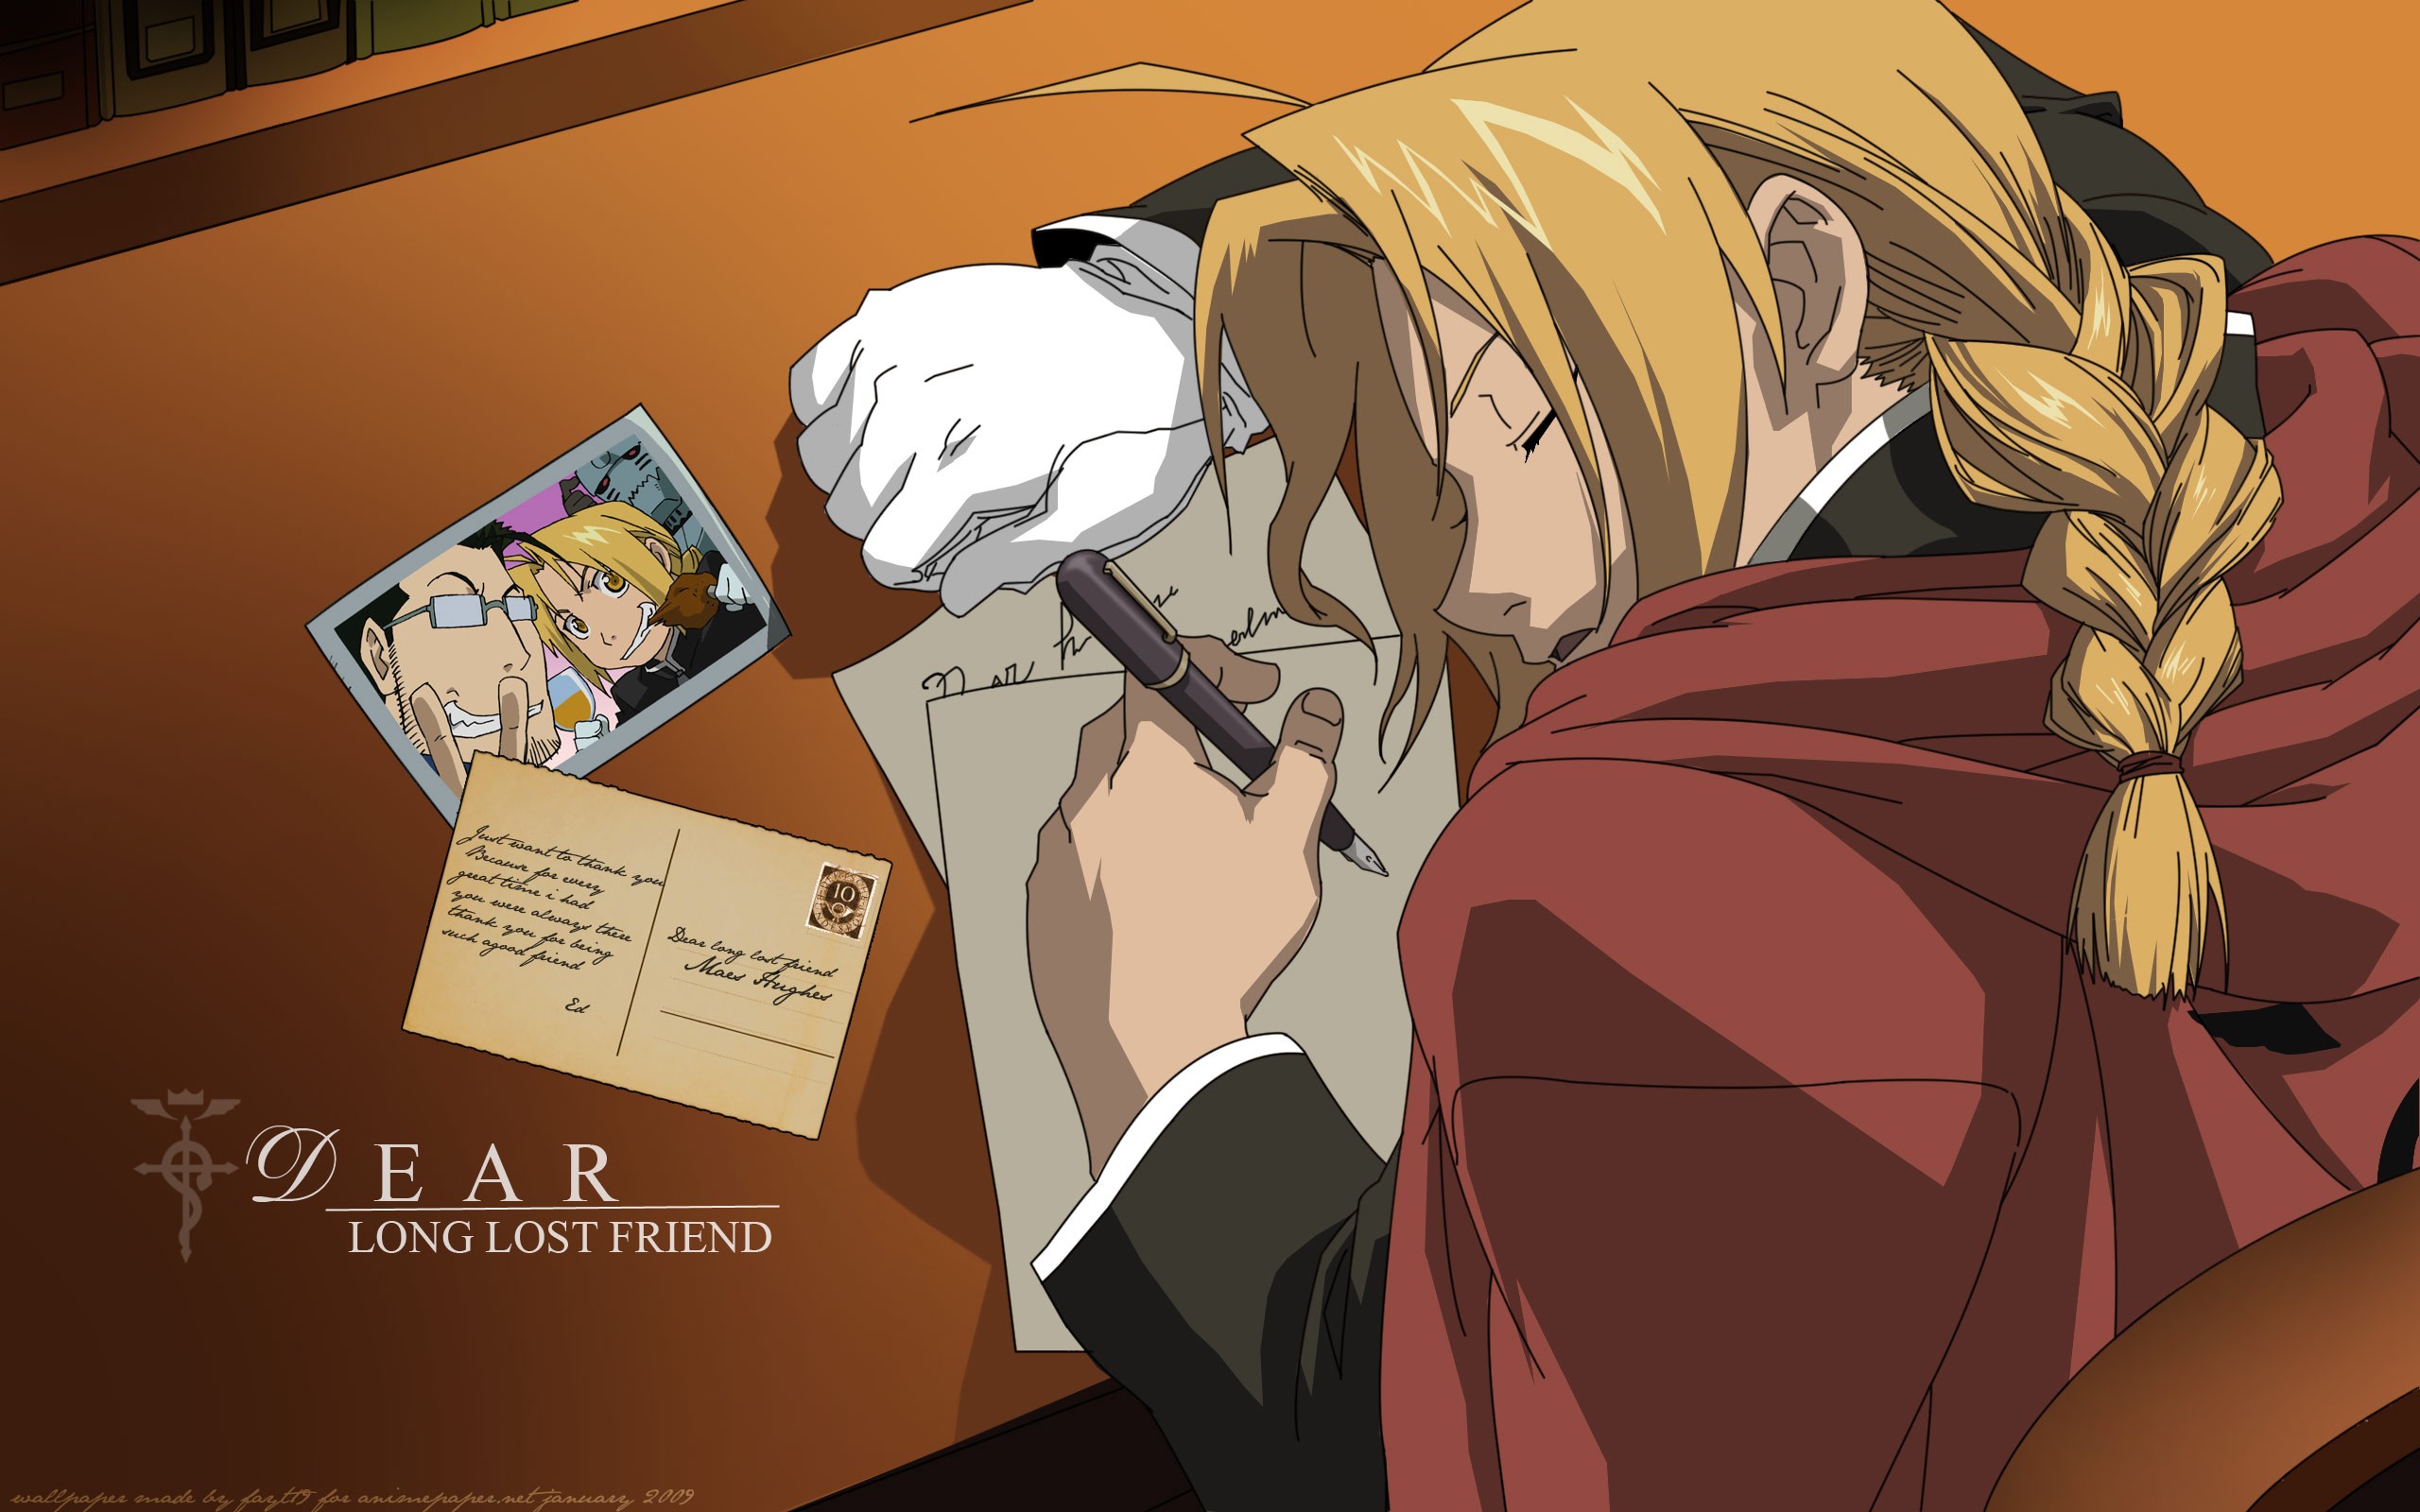 Just want to thank you
Because for every
great time i had
you were always there
thank you for being
such agood friend
Ed
10
Dear long lost friend
Maes Hughes
DEAR
LONG LOST FRIEND
wallpaper made by fayt19 for animepaper.net january 2009